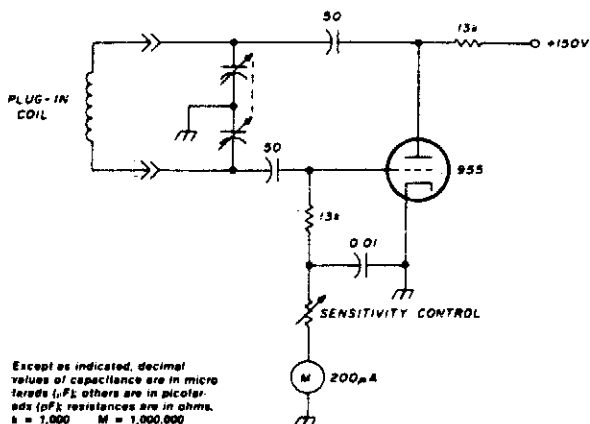 50
13k
+150V
PLUG-IN
COIL
50
955
13k
0.01
SENSITIVITY CONTROL
M
200µA
Except as indicated, decimal
values of capacitance are in micro
farads (µF); others are in picofar-
ads (pF); resistances are in ohms.
k = 1,000 M = 1,000,000